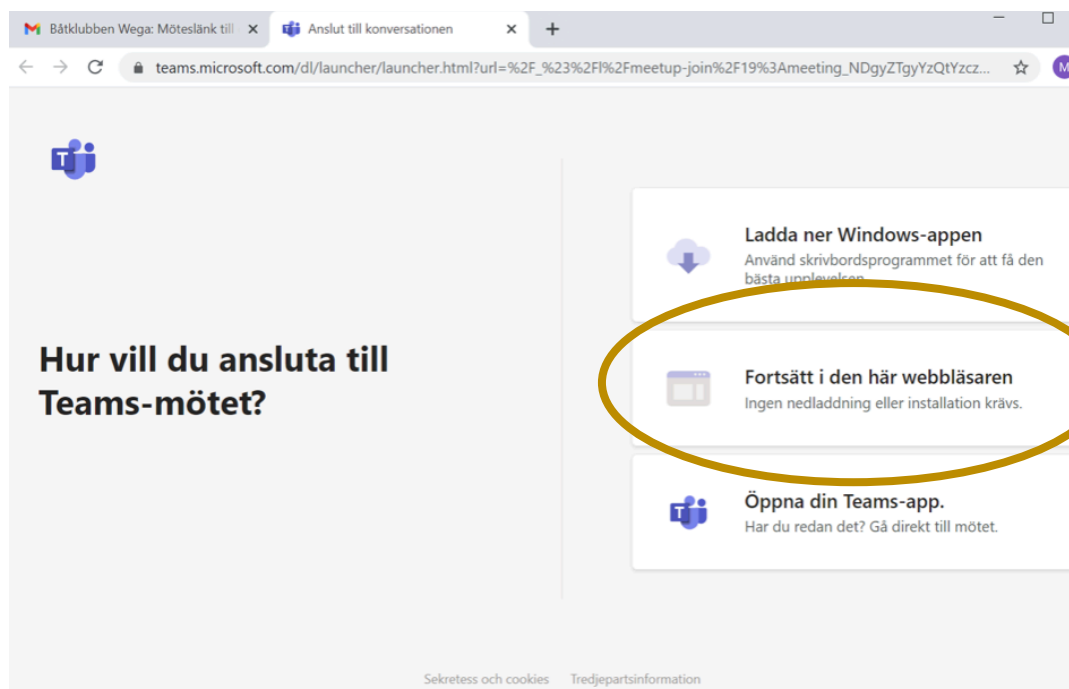 Båtklubben Wega: Möteslänk till
Anslut till konversationen
teams.microsoft.com/dl/launcher/launcher.html?url=%2F_%23%2Fl%2Fmeetup-join%2F19%3Ameeting_NDgyZTgyYzQtYzcz...
M
T
Ladda ner Windows-appen
Använd skrivbordsprogrammet för att få den
bästa upplevelsen.
Hur vill du ansluta till
Teams-mötet?
Fortsätt i den här webbläsaren
Ingen nedladdning eller installation krävs.
T
Öppna din Teams-app.
Har du redan det? Gå direkt till mötet.
Sekretess och cookies Tredjepartsinformation